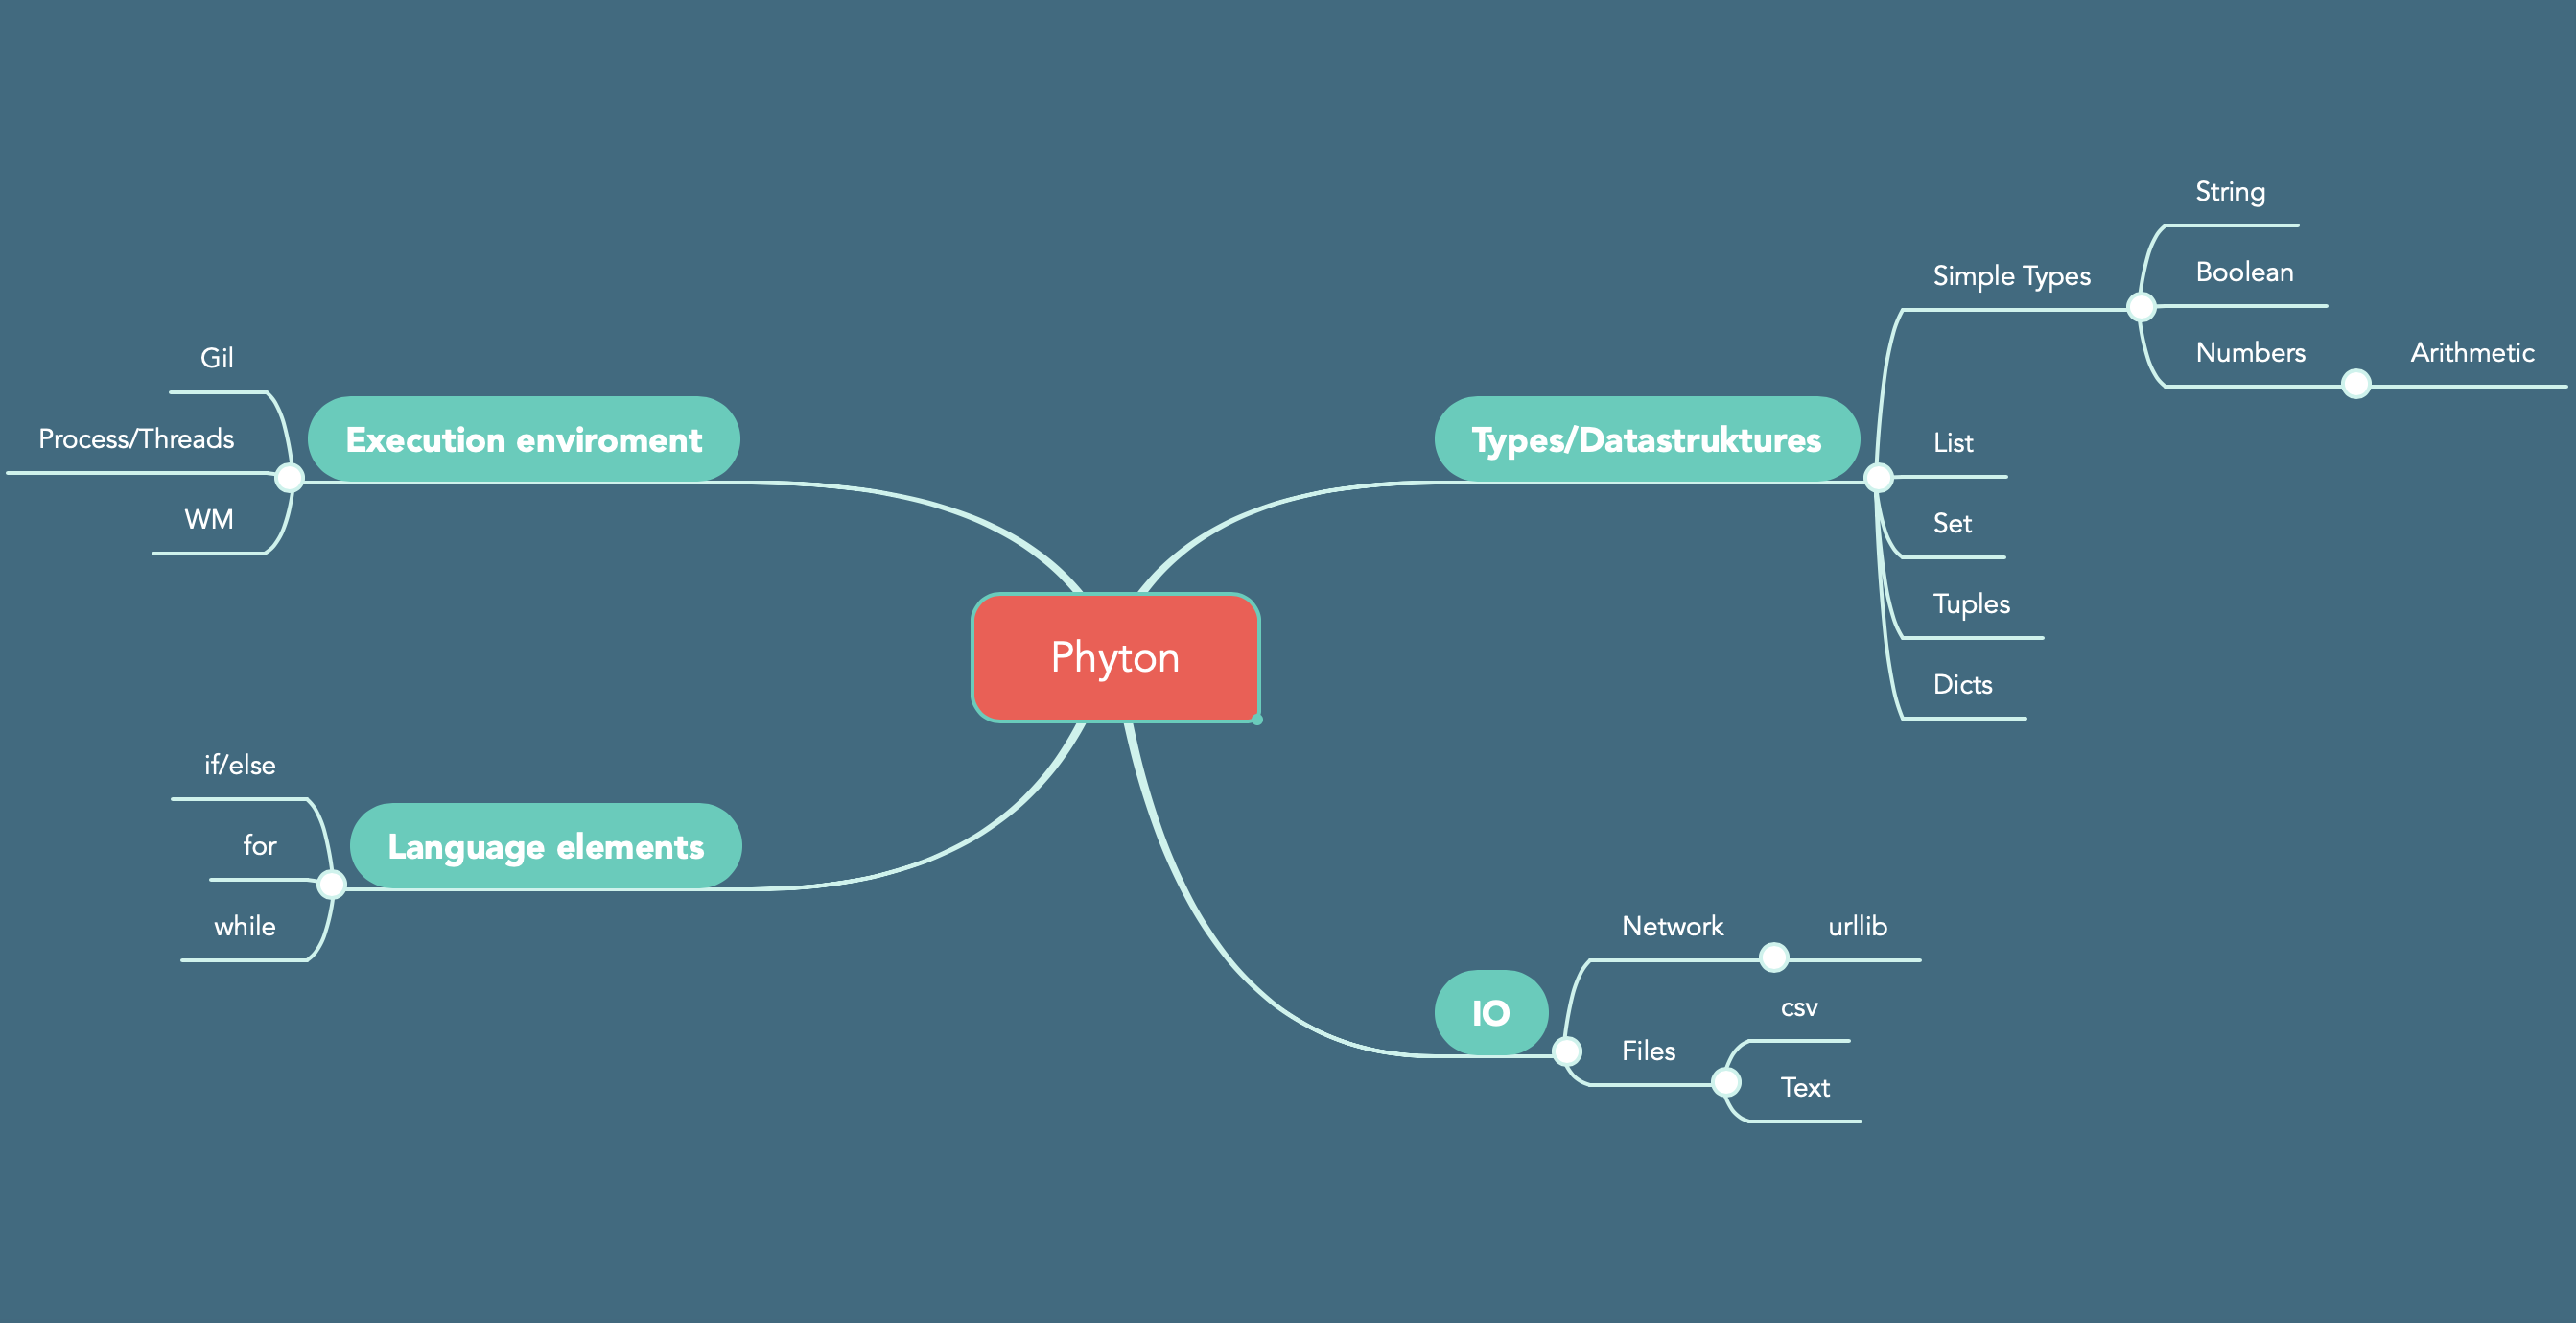 String
Simple Types
Boolean
Numbers
Arithmetic
Gil
Execution enviroment
Process/Threads
WM
Types/Datastruktures
List
Set
Tuples
Dicts
Phyton
if/else
Language elements
for
while
Network
urllib
IO
csv
Files
Text